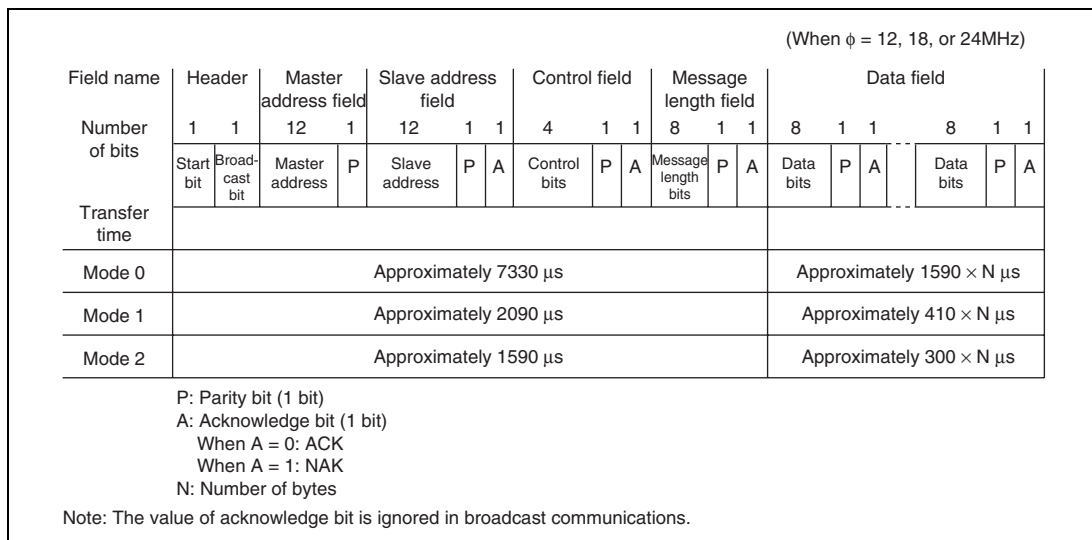 (When φ = 12, 18, or 24MHz)
Field name Header Master address field Slave address field Control field Message length field Data field
Number of bits 1 1 12 1 12 1 1 4 1 1 8 1 1 8 1 1 8 1 1
Start bit Broad-cast bit Master address P Slave address P A Control bits P A Message length bits P A Data bits P A Data bits P A
Transfer time
Mode 0 Approximately 7330 μs Approximately 1590 × N μs
Mode 1 Approximately 2090 μs Approximately 410 × N μs
Mode 2 Approximately 1590 μs Approximately 300 × N μs
P: Parity bit (1 bit)
A: Acknowledge bit (1 bit)
When A = 0: ACK
When A = 1: NAK
N: Number of bytes
Note: The value of acknowledge bit is ignored in broadcast communications.